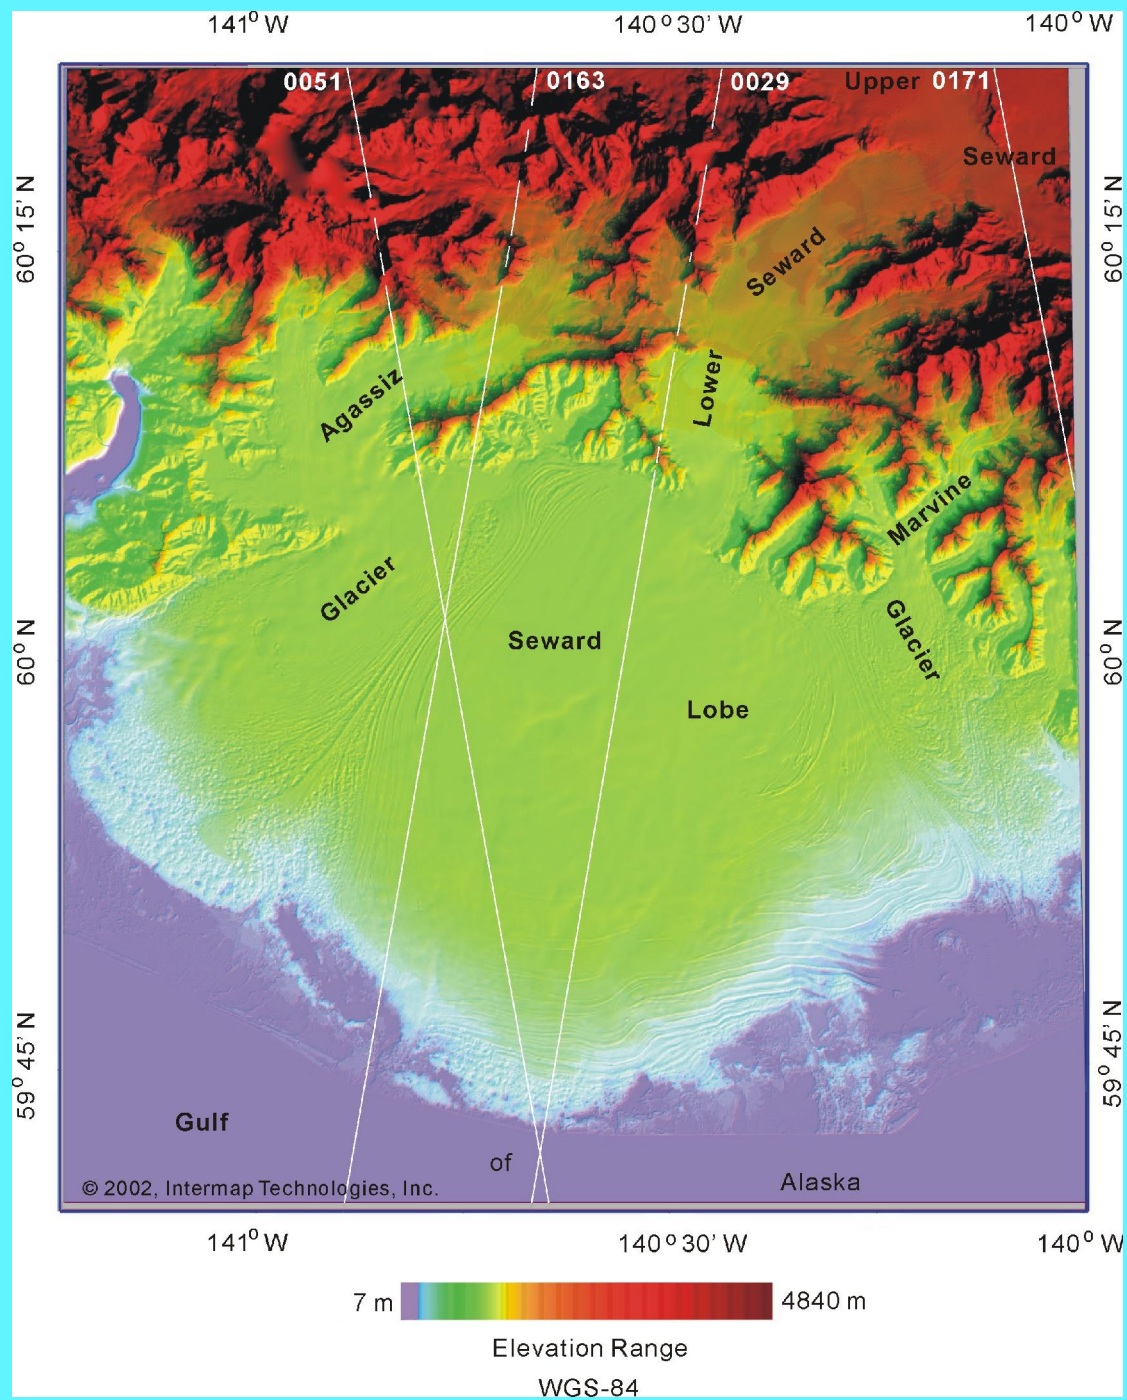 141° W 140° 30' W 140° W
0051 0163 0029 Upper 0171
Seward
60° 15' N
60° 15' N
Seward
Lower
Agassiz
Marvine
Glacier
Glacier
60° N
60° N
Seward
Lobe
59° 45' N
59° 45' N
Gulf
of
Alaska
© 2002, Intermap Technologies, Inc.
141° W 140° 30' W 140° W
7 m 4840 m
Elevation Range
WGS-84